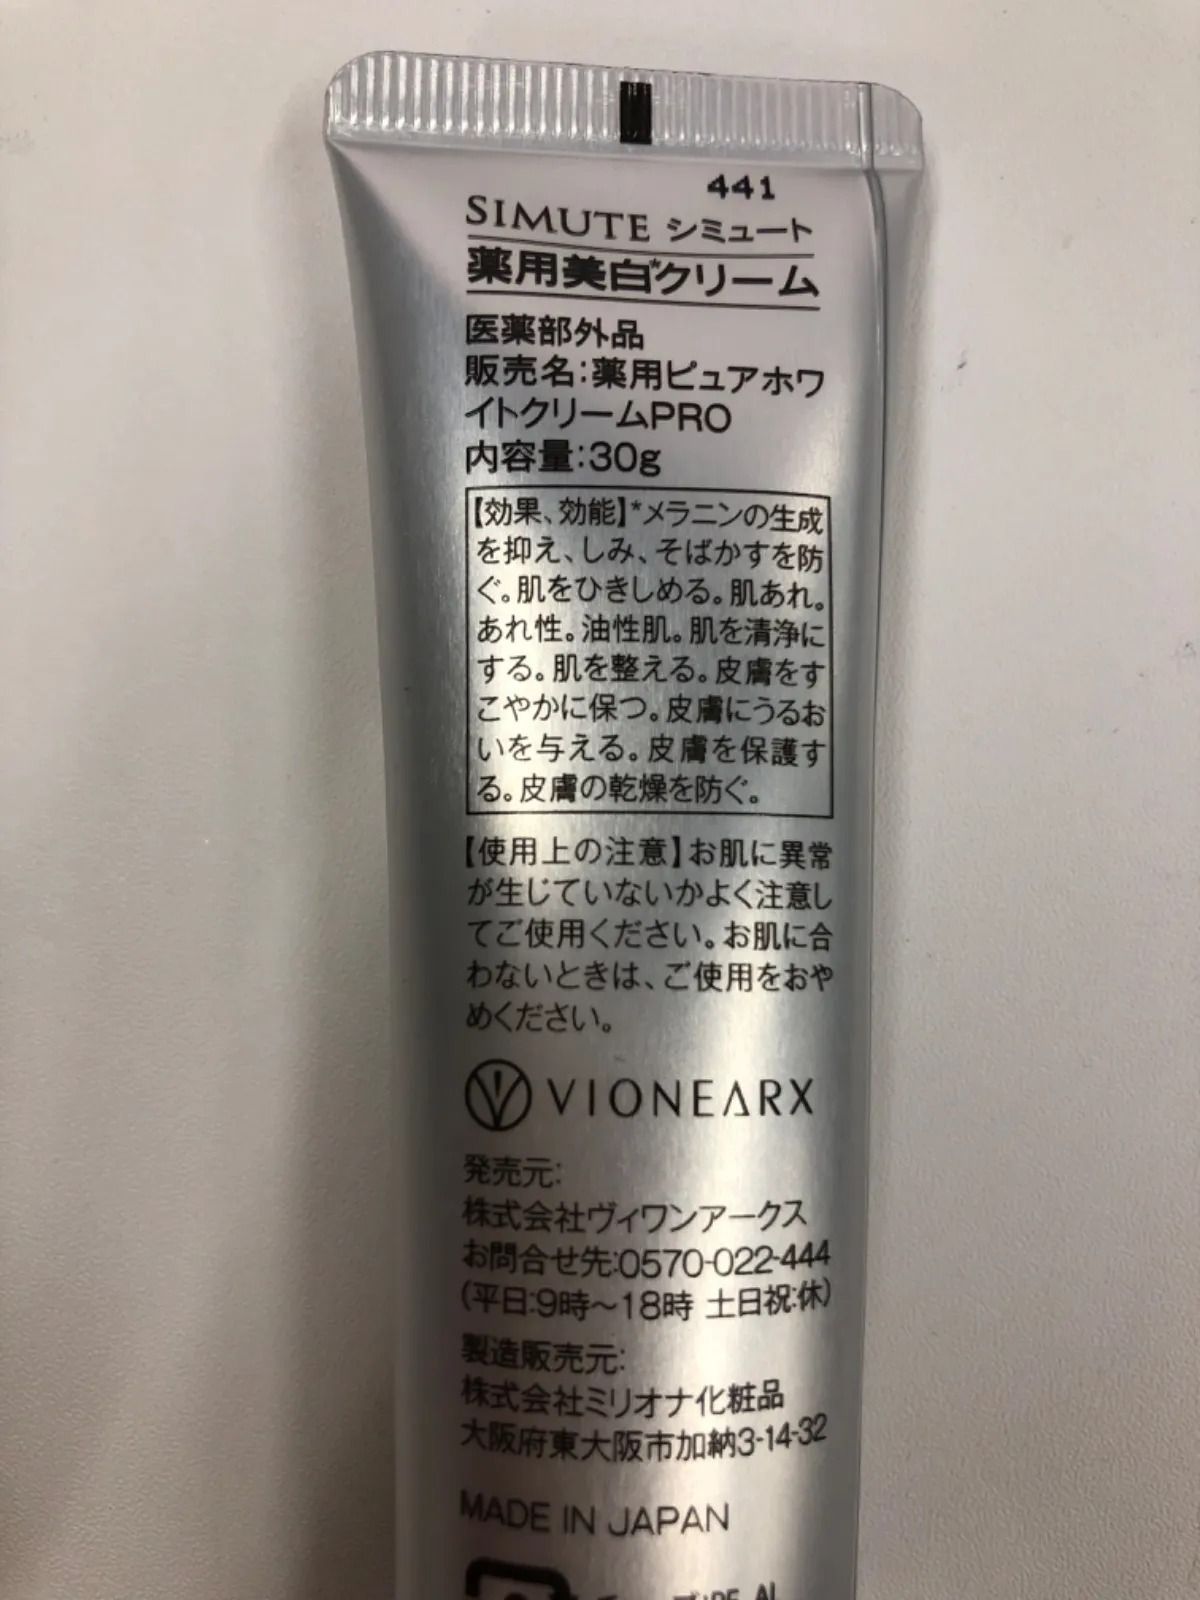 441
SIMUTE シミュート
薬用美白*クリーム
医薬部外品
販売名:薬用ピュアホワ
イトクリームPRO
内容量:30g
【効果、効能】*メラニンの生成
を抑え、しみ、そばかすを防
ぐ。肌をひきしめる。肌あれ。
あれ性。油性肌。肌を清浄に
する。肌を整える。皮膚をす
こやかに保つ。皮膚にうるお
いを与える。皮膚を保護す
る。皮膚の乾燥を防ぐ。
【使用上の注意】お肌に異常
が生じていないかよく注意し
てご使用ください。お肌に合
わないときは、ご使用をおや
めください。
VIONEARX
発売元:
株式会社ヴィワンアークス
お問合せ先:0570-022-444
(平日:9時〜18時 土日祝:休)
製造販売元:
株式会社ミリオナ化粧品
大阪府東大阪市加納3-14-32
MADE IN JAPAN